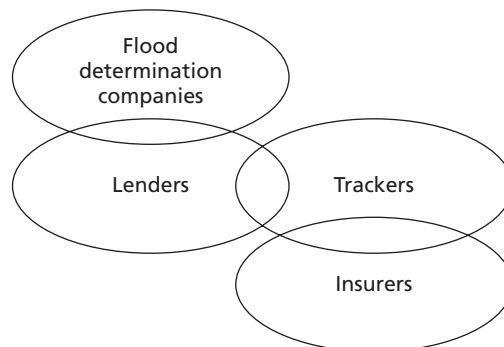 Flood
determination
companies
Lenders
Trackers
Insurers